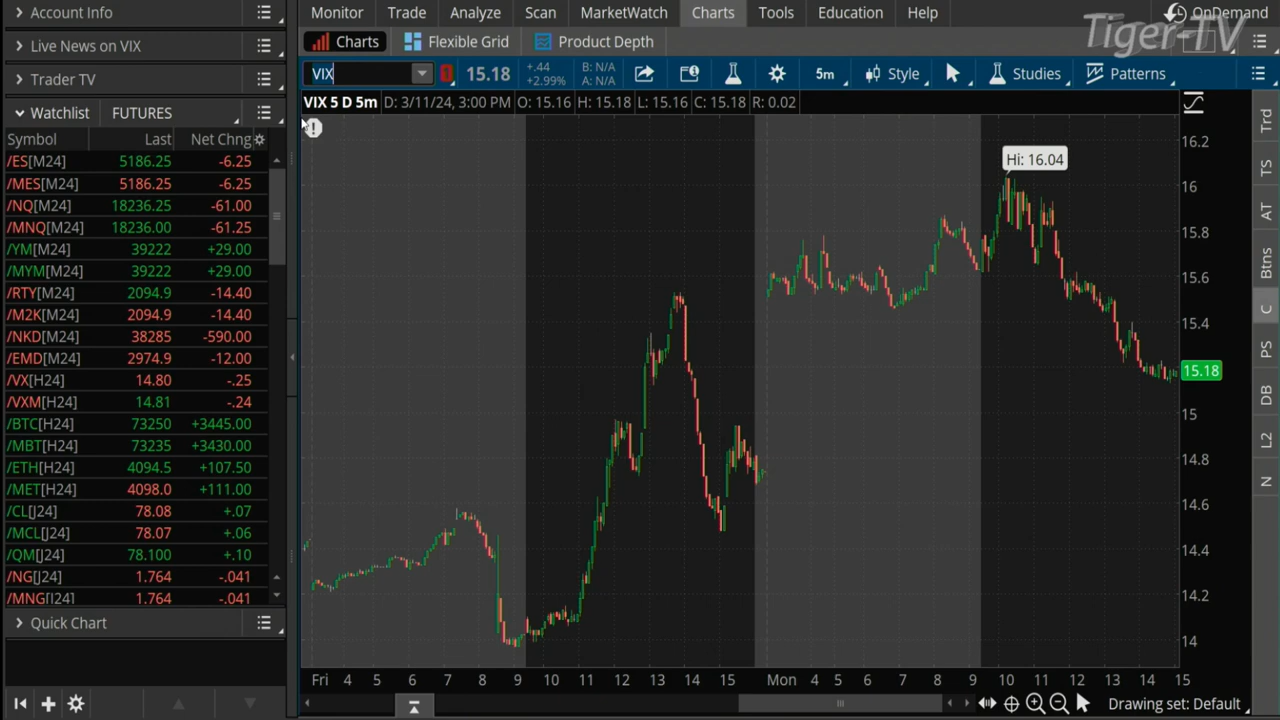 Account Info
Monitor Trade Analyze Scan MarketWatch Charts Tools Education Help
OnDemand
Tiger-TV
Live News on VIX
Charts Flexible Grid Product Depth
Trader TV
VIX 15.18 +.44 +2.99% B: N/A A: N/A 5m Style Studies Patterns
Watchlist FUTURES
VIX 5 D 5m D: 3/11/24, 3:00 PM O: 15.16 H: 15.18 L: 15.16 C: 15.18 R: 0.02
Symbol Last Net Chng
/ES[M24] 5186.25 -6.25
/MES[M24] 5186.25 -6.25
/NQ[M24] 18236.25 -61.00
/MNQ[M24] 18236.00 -61.25
/YM[M24] 39222 +29.00
/MYM[M24] 39222 +29.00
/RTY[M24] 2094.9 -14.40
/M2K[M24] 2094.9 -14.40
/NKD[M24] 38285 -590.00
/EMD[M24] 2974.9 -12.00
/VX[H24] 14.80 -.25
/VXM[H24] 14.81 -.24
/BTC[H24] 73250 +3445.00
/MBT[H24] 73235 +3430.00
/ETH[H24] 4094.5 +107.50
/MET[H24] 4098.0 +111.00
/CL[J24] 78.08 +.07
/MCL[J24] 78.07 +.06
/QM[J24] 78.100 +.10
/NG[J24] 1.764 -.041
/MNG[J24] 1.764 -.041
Quick Chart
Hi: 16.04
16.2
16
15.8
15.6
15.4
15.18
15
14.8
14.6
14.4
14.2
14
Trd
TS
AT
Btns
C
PS
DB
L2
N
Fri 4 5 6 7 8 9 10 11 12 13 14 15 Mon 4 5 6 7 8 9 10 11 12 13 14 15
Drawing set: Default